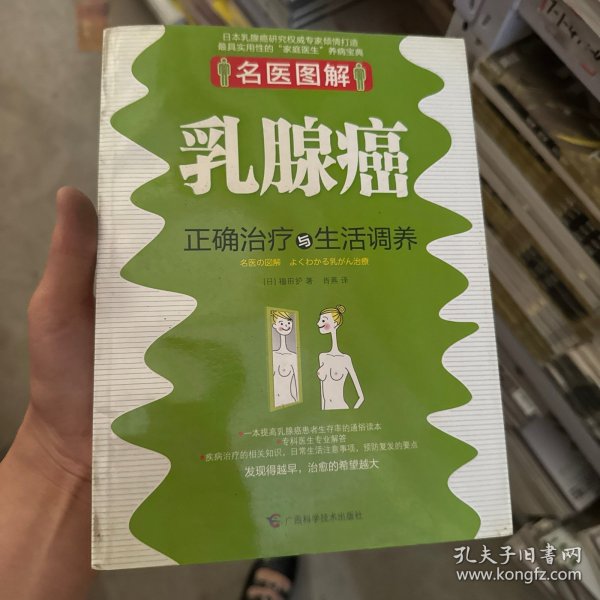 日本乳腺癌研究权威专家倾情打造
最具实用性的“家庭医生”养病宝典
名医图解
乳腺癌
正确治疗与生活调养
名医の図解 よくわかる乳がん治療
[日]福田护 著 肖燕 译
·一本提高乳腺癌患者生存率的通俗读本
·专科医生专业解答
·疾病治疗的相关知识，日常生活注意事项，预防复发的要点
发现得越早，治愈的希望越大
广西科学技术出版社
孔夫子旧书网
www.kongfz.com